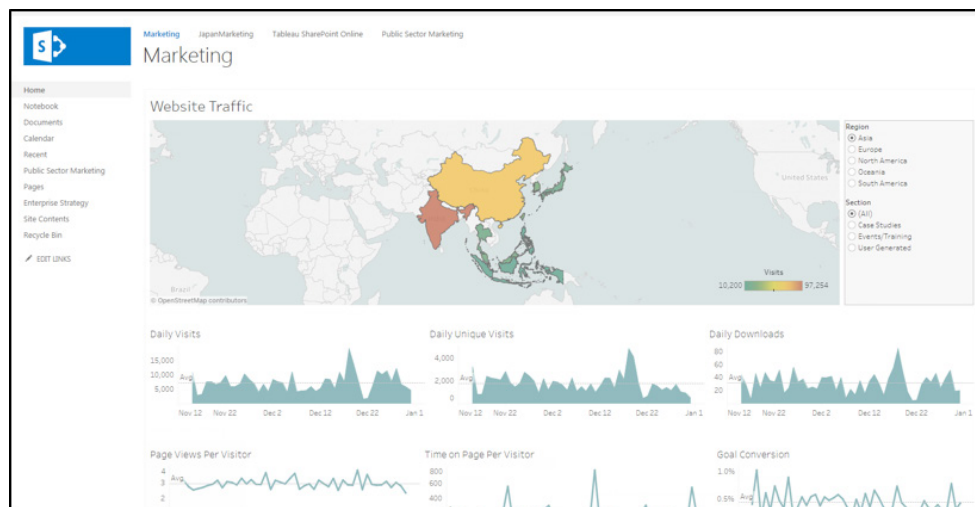 S
Marketing JapanMarketing Tableau SharePoint Online Public Sector Marketing
Marketing
Home
Notebook
Documents
Calendar
Recent
Public Sector Marketing
Pages
Enterprise Strategy
Site Contents
Recycle Bin
EDIT LINKS
Website Traffic
United States
Brazil
© OpenStreetMap contributors
Visits
10,200 97,254
Region
Asia
Europe
North America
Oceania
South America
Section
(All)
Case Studies
Events/Training
User Generated
Daily Visits
15,000
10,000
5,000
Avg
Nov 12 Nov 22 Dec 2 Dec 12 Dec 22 Jan 1
Daily Unique Visits
4,000
2,000
0
Avg
Nov 12 Nov 22 Dec 2 Dec 12 Dec 22 Jan 1
Daily Downloads
80
60
40
20
Avg
Nov 12 Nov 22 Dec 2 Dec 12 Dec 22 Jan 1
Page Views Per Visitor
4
3
2
Avg
Time on Page Per Visitor
800
600
400
Goal Conversion
1.0%
0.5%
Avg